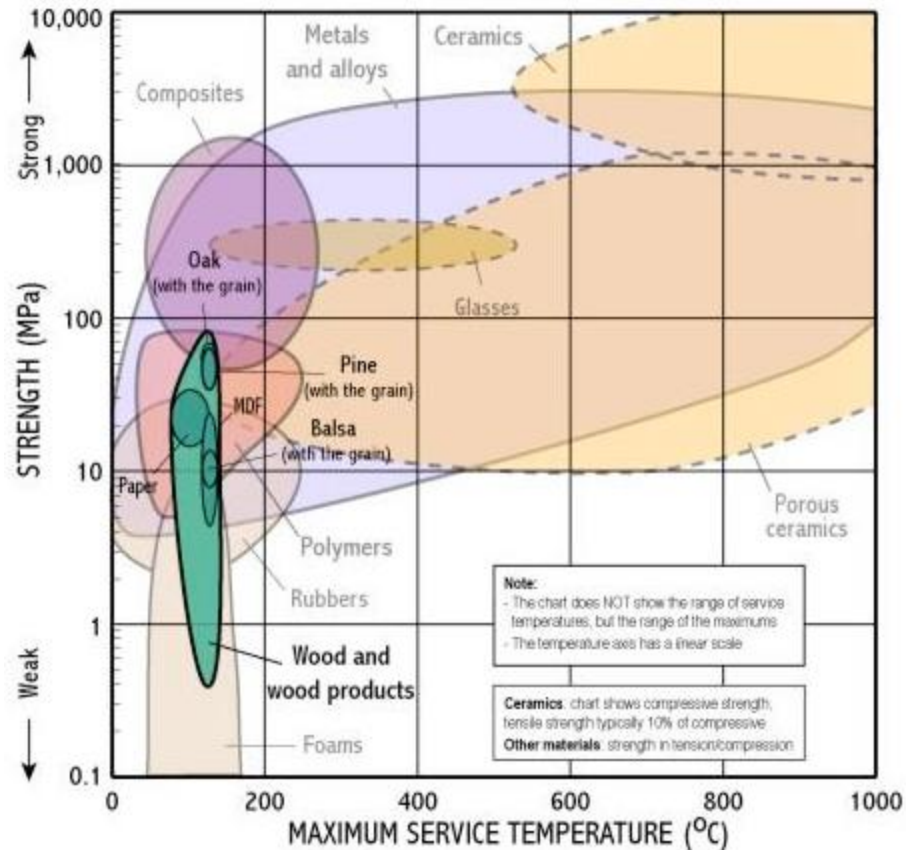 10,000
1,000
100
10
1
0.1
Strong
STRENGTH (MPa)
Weak
Metals
and alloys
Ceramics
Composites
Oak
(with the grain)
Glasses
Pine
(with the grain)
MDF
Balsa
(with the grain)
Paper
Polymers
Rubbers
Porous
ceramics
Wood and
wood products
Foams
Note:
- The chart does NOT show the range of service
temperatures, but the range of the maximums
- The temperature axis has a linear scale
Ceramics: chart shows compressive strength,
tensile strength typically 10% of compressive
Other materials: strength in tension/compression
0 200 400 600 800 1000
MAXIMUM SERVICE TEMPERATURE (°C)